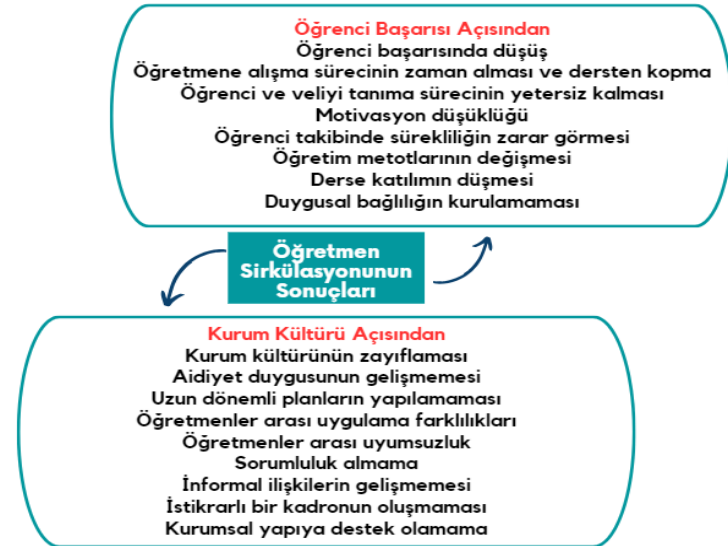 Öğrenci Başarısı Açısından
Öğrenci başarısında düşüş
Öğretmene alışma sürecinin zaman alması ve dersten kopma
Öğrenci ve veliyi tanıma sürecinin yetersiz kalması
Motivasyon düşüklüğü
Öğrenci takibinde sürekliliğin zarar görmesi
Öğretim metotlarının değişmesi
Derse katılımın düşmesi
Duygusal bağlılığın kurulamaması
Öğretmen
Sirkülasyonunun
Sonuçları
Kurum Kültürü Açısından
Kurum kültürünün zayıflaması
Aidiyet duygusunun gelişmemesi
Uzun dönemli planların yapılamaması
Öğretmenler arası uygulama farklılıkları
Öğretmenler arası uyumsuzluk
Sorumluluk almama
İnformal ilişkilerin gelişmemesi
İstikrarlı bir kadronun oluşmaması
Kurumsal yapıya destek olamama